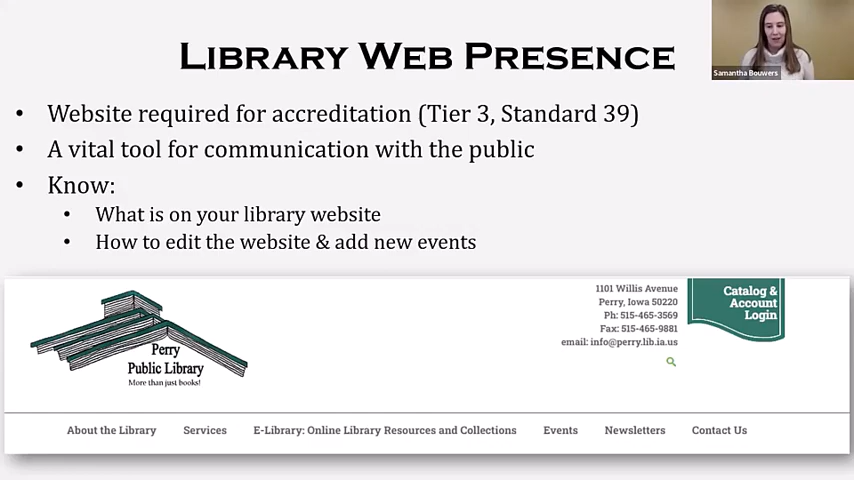 LIBRARY WEB PRESENCE
Samantha Bouwers
• Website required for accreditation (Tier 3, Standard 39)
• A vital tool for communication with the public
• Know:
• What is on your library website
• How to edit the website & add new events
Perry
Public Library
More than just books!
1101 Willis Avenue
Perry, Iowa 50220
Ph: 515-465-3569
Fax: 515-465-9881
email: info@perry.lib.ia.us
Catalog &
Account
Login
About the Library Services E-Library: Online Library Resources and Collections Events Newsletters Contact Us